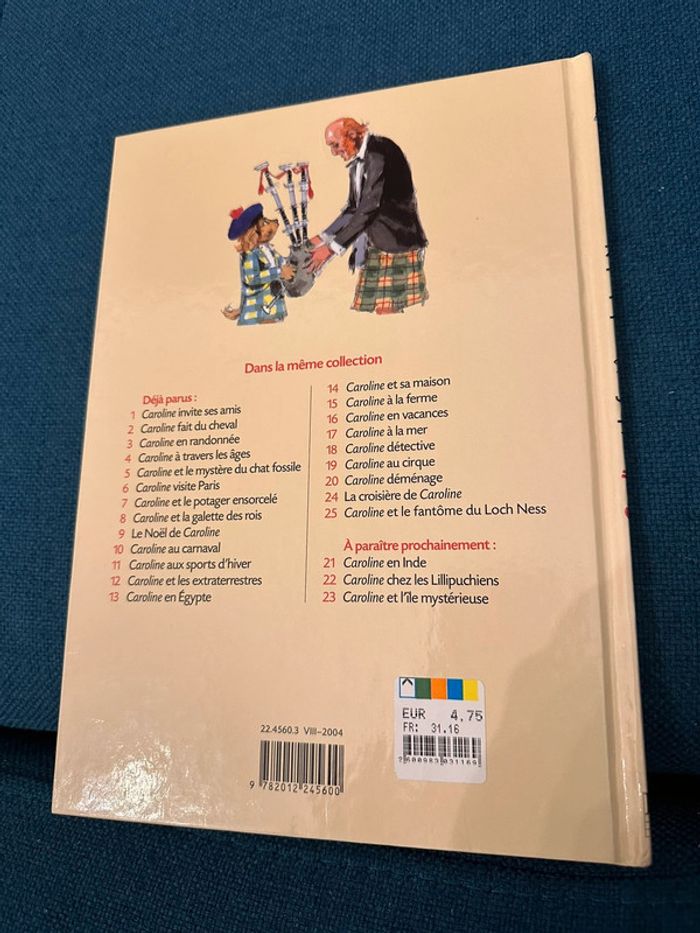 Dans la même collection
Déjà parus :
1 Caroline invite ses amis
2 Caroline fait du cheval
3 Caroline en randonnée
4 Caroline à travers les âges
5 Caroline et le mystère du chat fossile
6 Caroline visite Paris
7 Caroline et le potager ensorcelé
8 Caroline et la galette des rois
9 Le Noël de Caroline
10 Caroline au carnaval
11 Caroline aux sports d'hiver
12 Caroline et les extraterrestres
13 Caroline en Égypte
14 Caroline et sa maison
15 Caroline à la ferme
16 Caroline en vacances
17 Caroline à la mer
18 Caroline détective
19 Caroline au cirque
20 Caroline déménage
24 La croisière de Caroline
25 Caroline et le fantôme du Loch Ness
À paraître prochainement :
21 Caroline en Inde
22 Caroline chez les Lillipuchiens
23 Caroline et l'île mystérieuse
EUR 4,75
FR: 31.16
2600983031169
22.4560.3 VIII–2004
9 782012 245600